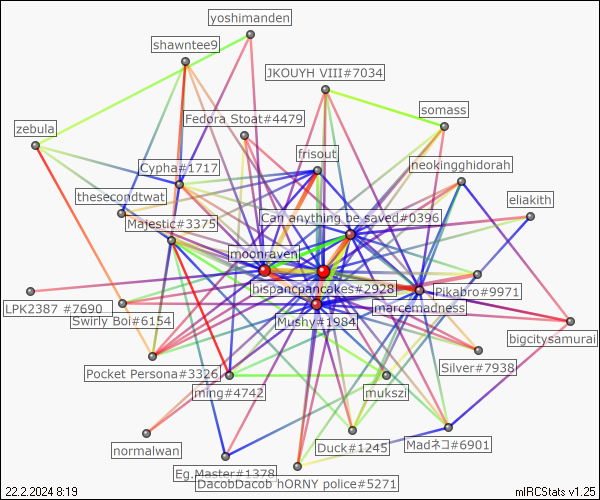 yoshimanden
shawntee9
JKOUYH VIII#7034
somass
Fedora Stoat#4479
zebula
frisout
Cypha#1717
neokingghidorah
thesecondtwat
eliakith
Can anything be saved#0396
Majestic#3375
moonraven
hispancpancakes#2928
Pikabro#9971
LPK2387 #7690
marcemadness
Swirly Boi#6154
Mushy#1984
bigcitysamurai
Pocket Persona#3326
Silver#7938
ming#4742
mukszi
normalwan
Duck#1245
Madネコ#6901
Eg.Master#1378
DacobDacob hORNY police#5271
22.2.2024 8:19
mIRCStats v1.25